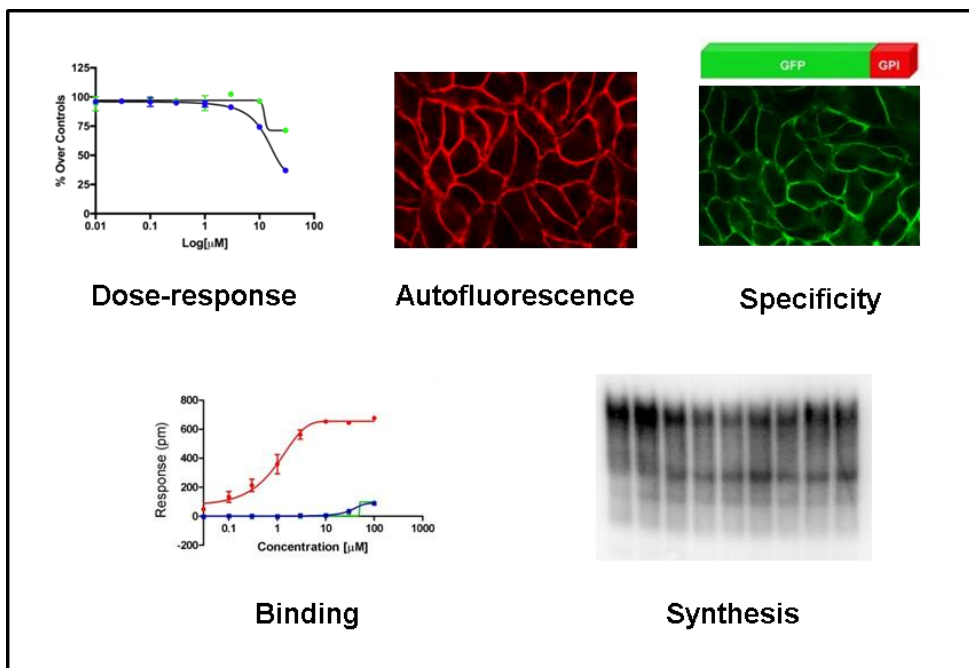 GFP GPI
125
100
75
50
25
0
% Over Controls
0.01 0.1 1 10 100
Log[µM]
Dose-response
Autofluorescence
Specificity
800
600
400
200
0
-200
Response (pm)
0.1 1 10 100 1000
Concentration [µM]
Binding
Synthesis